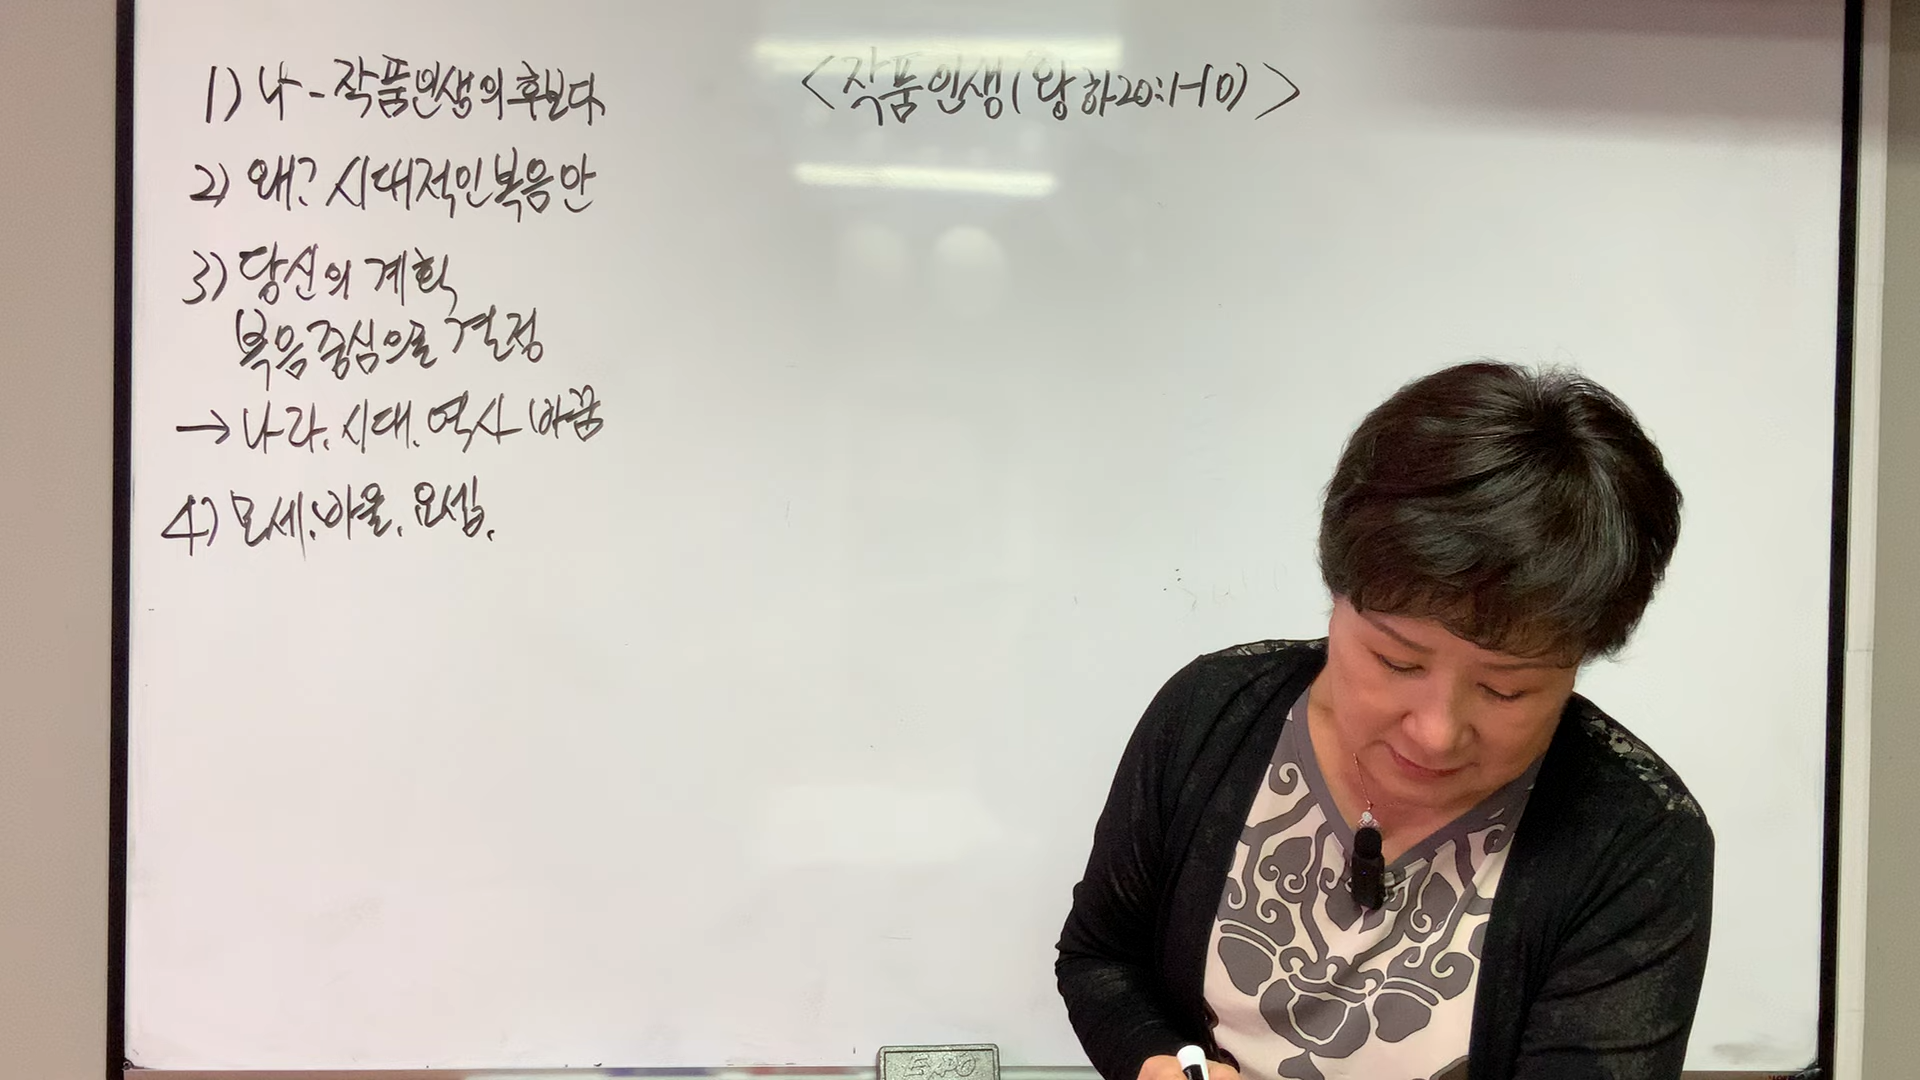 <작품인생(왕하20:1-10)>
1) 나 - 작품인생의 후보다.
2) 왜? 시대적인 복음안
3) 당신의 계획
복음중심으로 결정
→ 나라. 시대. 역사 바꿈
4) 모세. 바울. 요셉.
EXPO